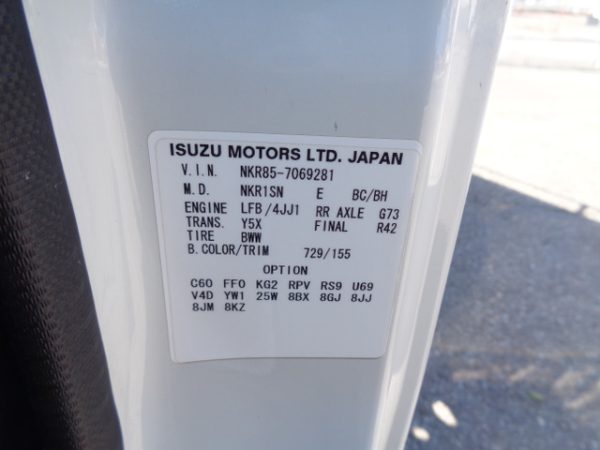 ISUZU MOTORS LTD. JAPAN
V.I.N. NKR85-7069281
M.D. NKR1SN E BC/BH
ENGINE LFB/4JJ1 RR AXLE G73
TRANS. Y5X FINAL R42
TIRE BWW
B.COLOR/TRIM 729/155
OPTION
C60 FF0 KG2 RPV RS9 U69
V4D YW1 25W 8BX 8GJ 8JJ
8JM 8KZ